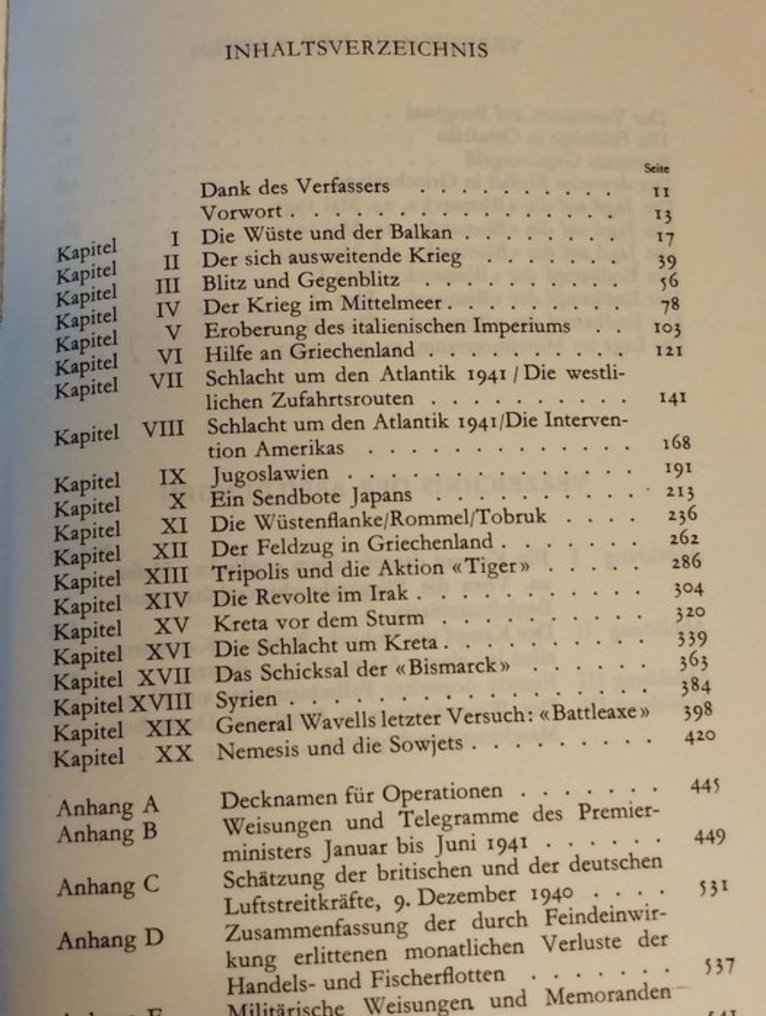 INHALTSVERZEICHNIS
Seite
Dank des Verfassers . . . . . . . . . . 11
Vorwort . . . . . . . . . . . . . . . 13
Kapitel I Die Wüste und der Balkan . . . . . . . . 17
Kapitel II Der sich ausweitende Krieg . . . . . . . 39
Kapitel III Blitz und Gegenblitz . . . . . . . . . . 56
Kapitel IV Der Krieg im Mittelmeer . . . . . . . . . 78
Kapitel V Eroberung des italienischen Imperiums . . 103
Kapitel VI Hilfe an Griechenland . . . . . . . . . . 121
Kapitel VII Schlacht um den Atlantik 1941 / Die westli-
lichen Zufahrtsrouten . . . . . . . . . . 141
Kapitel VIII Schlacht um den Atlantik 1941/Die Interven-
tion Amerikas . . . . . . . . . . . . 168
Kapitel IX Jugoslawien . . . . . . . . . . . . . 191
Kapitel X Ein Sendbote Japans . . . . . . . . . . 213
Kapitel XI Die Wüstenflanke/Rommel/Tobruk . . . . 236
Kapitel XII Der Feldzug in Griechenland . . . . . . . 262
Kapitel XIII Tripolis und die Aktion «Tiger» . . . . . . 286
Kapitel XIV Die Revolte im Irak . . . . . . . . . . . 304
Kapitel XV Kreta vor dem Sturm . . . . . . . . . . 320
Kapitel XVI Die Schlacht um Kreta . . . . . . . . . . 339
Kapitel XVII Das Schicksal der «Bismarck» . . . . . . 363
Kapitel XVIII Syrien . . . . . . . . . . . . . . . . 384
Kapitel XIX General Wavells letzter Versuch: «Battleaxe» 398
Kapitel XX Nemesis und die Sowjets . . . . . . . . . 420
Anhang A Decknamen für Operationen . . . . . . . 445
Anhang B Weisungen und Telegramme des Premier-
ministers Januar bis Juni 1941 . . . . . . 449
Anhang C Schätzung der britischen und der deutschen
Luftstreitkräfte, 9. Dezember 1940 . . . . 531
Anhang D Zusammenfassung der durch Feindeinwir-
kung erlittenen monatlichen Verluste der
Handels- und Fischerflotten . . . . . . . 537
Anhang E Militärische Weisungen und Memoranden
541